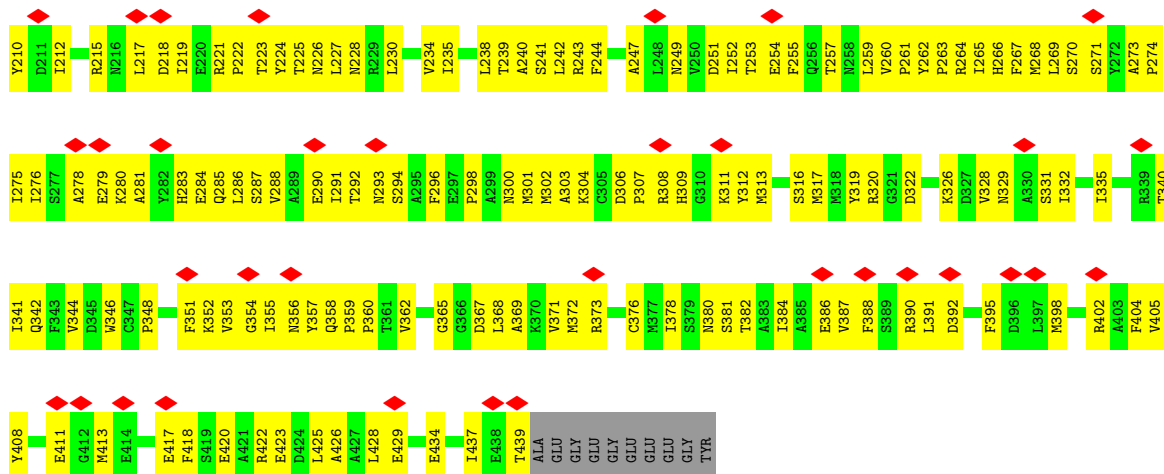 Y210 D211 I212 R215 N216 L217 D218 I219 E220 R221 P222 T223 Y224 T225 N226 L227 N228 R229 L230 V234 I235 L238 T239 A240 S241 L242 R243 F244 A247 L248 N249 V250 D251 I252 T253 E254 F255 Q256 T257 N258 L259 V260 P261 Y262 P263 R264 I265 H266 F267 M268 L269 S270 S271 Y272 A273 P274
I275 I276 S277 A278 E279 K280 A281 Y282 H283 E284 Q285 L286 S287 V288 A289 E290 I291 T292 N293 S294 A295 F296 E297 P298 A299 N300 M301 M302 A303 K304 C305 D306 P307 R308 H309 G310 K311 Y312 M313 S316 M317 M318 Y319 R320 G321 D322 K326 D327 V328 N329 A330 S331 I332 I335 R339 T340
I341 Q342 F343 V344 D345 W346 C347 P348 F351 K352 V353 G354 I355 N356 Y357 Q358 P359 P360 T361 V362 G365 G366 D367 L368 A369 K370 V371 M372 R373 C376 M377 I378 S379 N380 S381 T382 A383 I384 A385 E386 V387 F388 S389 R390 L391 D392 F395 D396 L397 M398 R402 A403 F404 V405
Y408 E411 G412 M413 E414 E417 F418 S419 E420 A421 R422 E423 D424 L425 A426 A427 L428 E429 E434 I437 E438 T439 ALA GLU GLY GLU GLY GLU GLU GLU GLY TYR